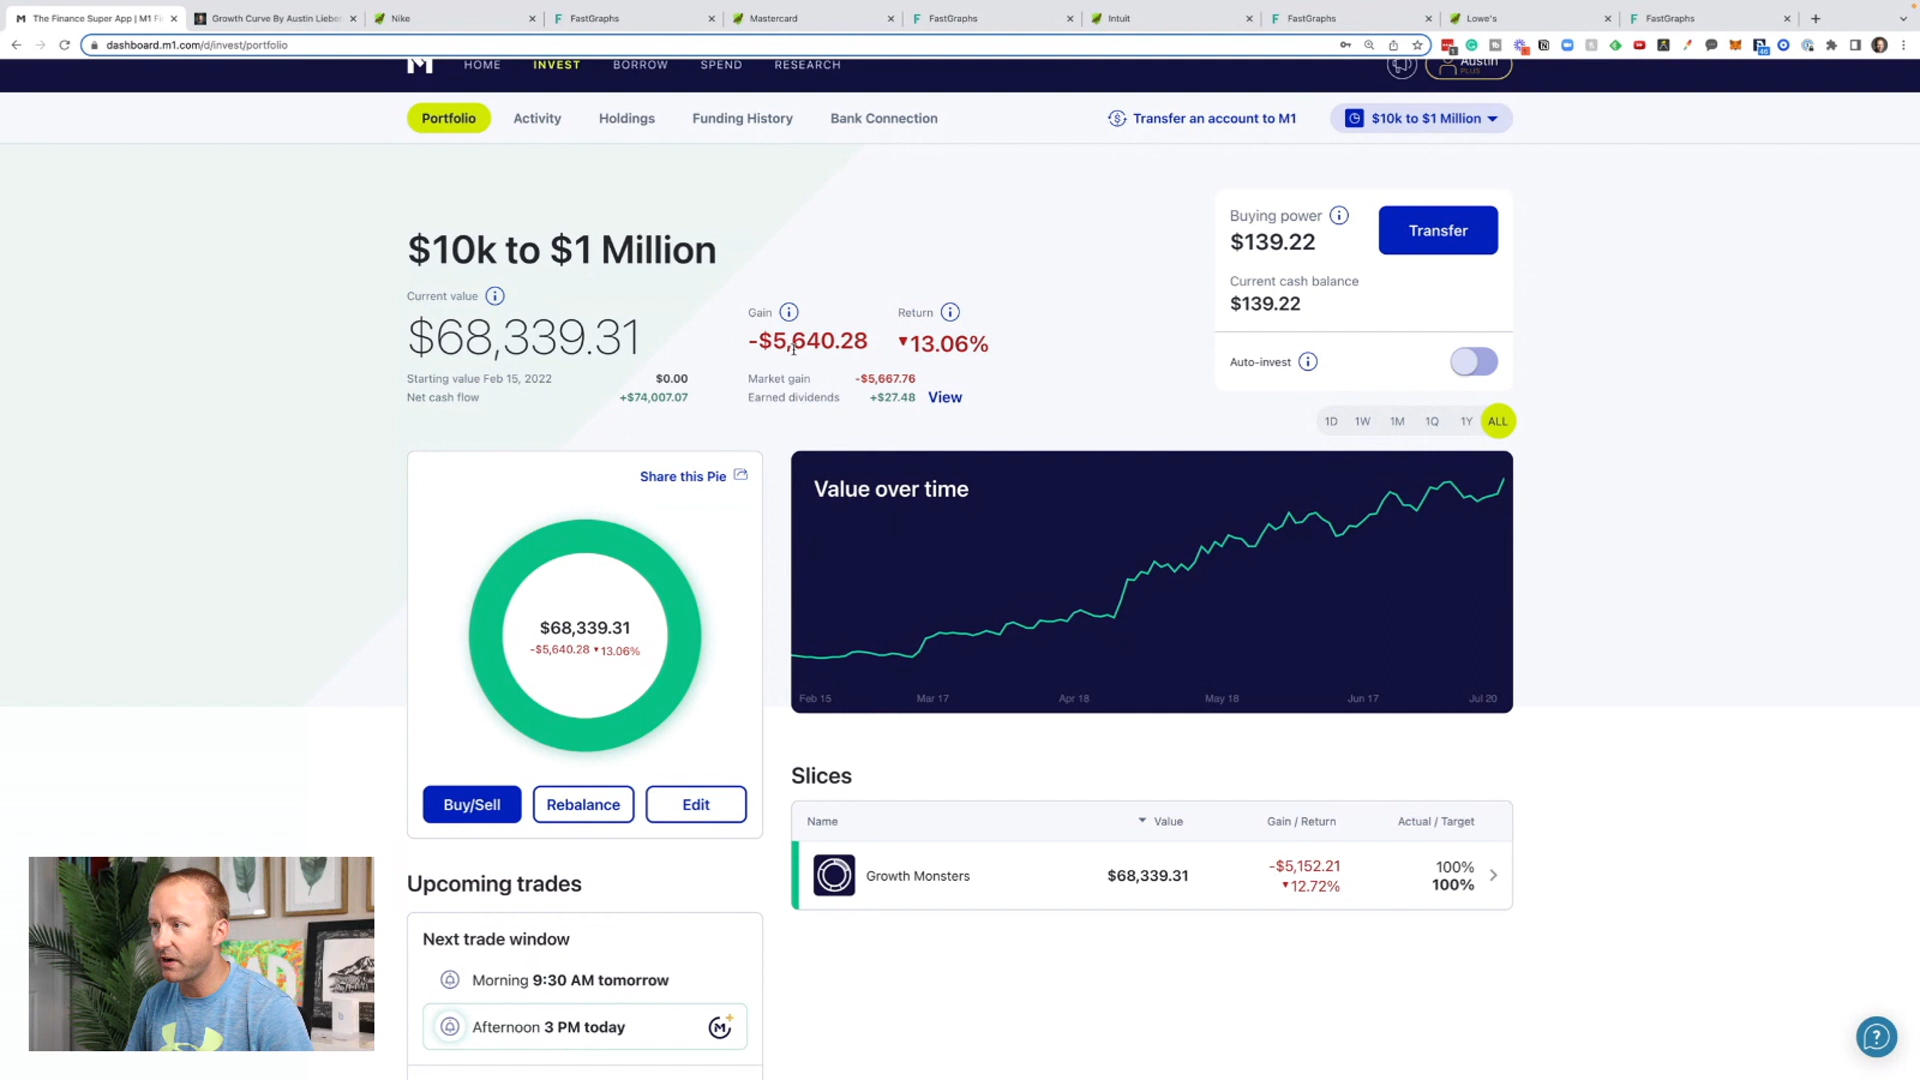 The Finance Super App | M1 Fi
Growth Curve By Austin Lieber
Nike
FastGraphs
Mastercard
FastGraphs
Intuit
FastGraphs
Lowe's
FastGraphs
dashboard.m1.com/d/invest/portfolio
HOME INVEST BORROW SPEND RESEARCH
Austin
PLUS
Portfolio Activity Holdings Funding History Bank Connection Transfer an account to M1 $10k to $1 Million
$10k to $1 Million
Current value
$68,339.31
Starting value Feb 15, 2022 $0.00
Net cash flow +$74,007.07
Gain
-$5,640.28
Return
▼13.06%
Market gain -$5,667.76
Earned dividends +$27.48 View
Buying power
$139.22
Transfer
Current cash balance
$139.22
Auto-invest
1D 1W 1M 1Q 1Y ALL
Share this Pie
$68,339.31
-$5,640.28 ▼13.06%
Buy/Sell Rebalance Edit
Value over time
Feb 15 Mar 17 Apr 18 May 18 Jun 17 Jul 20
Slices
Name ▼ Value Gain / Return Actual / Target
Growth Monsters $68,339.31 -$5,152.21 100%
▼12.72% 100%
Upcoming trades
Next trade window
Morning 9:30 AM tomorrow
Afternoon 3 PM today